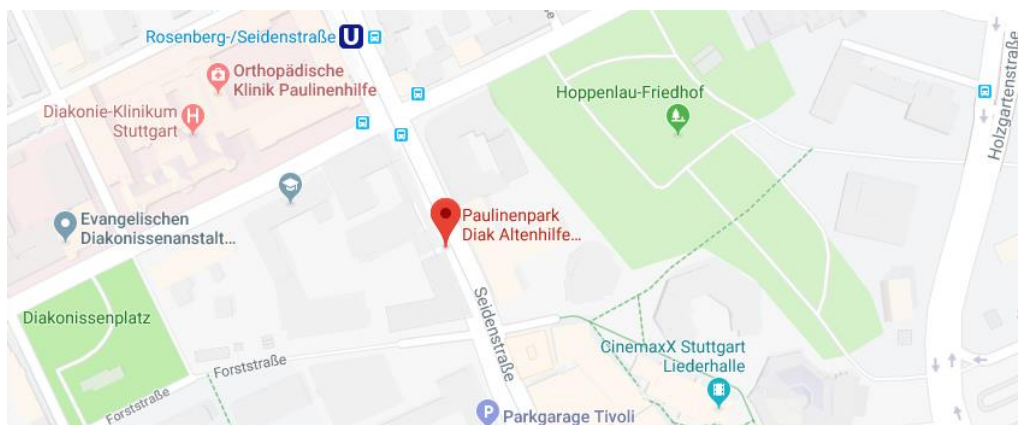 Rosenberg-/Seidenstraße U
Orthopädische
Klinik Paulinenhilfe
Diakonie-Klinikum
Stuttgart
H
Hoppenlau-Friedhof
Holzgartenstraße
Evangelischen
Diakonissenanstalt...
Paulinenpark
Diak Altenhilfe...
Diakonissenplatz
Seidenstraße
Forststraße
Forststraße
CinemaxX Stuttgart
Liederhalle
P Parkgarage Tivoli